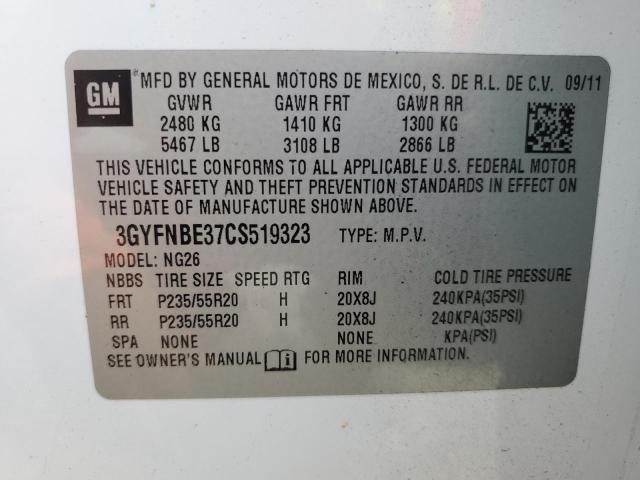 GM
MFD BY GENERAL MOTORS DE MEXICO, S. DE R.L. DE C.V. 09/11
GVWR GAWR FRT GAWR RR
2480 KG 1410 KG 1300 KG
5467 LB 3108 LB 2866 LB
THIS VEHICLE CONFORMS TO ALL APPLICABLE U.S. FEDERAL MOTOR
VEHICLE SAFETY AND THEFT PREVENTION STANDARDS IN EFFECT ON
THE DATE OF MANUFACTURE SHOWN ABOVE.
3GYFNBE37CS519323 TYPE: M.P.V.
MODEL: NG26
NBBS TIRE SIZE SPEED RTG RIM COLD TIRE PRESSURE
FRT P235/55R20 H 20X8J 240KPA(35PSI)
RR P235/55R20 H 20X8J 240KPA(35PSI)
SPA NONE NONE KPA(PSI)
SEE OWNER'S MANUAL i FOR MORE INFORMATION.